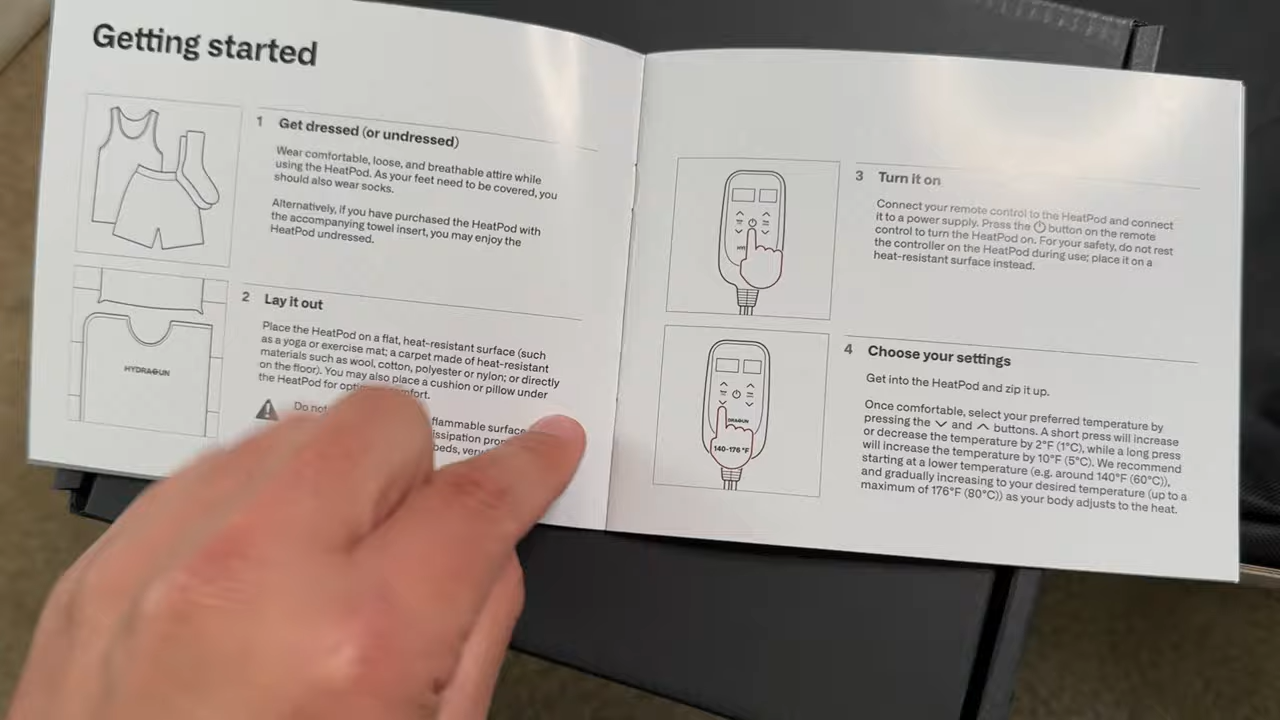 Getting started
1 Get dressed (or undressed)
Wear comfortable, loose, and breathable attire while
using the HeatPod. As your feet need to be covered, you
should also wear socks.
Alternatively, if you have purchased the HeatPod with
the accompanying towel insert, you may enjoy the
HeatPod undressed.
2 Lay it out
Place the HeatPod on a flat, heat-resistant surface (such
as a yoga or exercise mat; a carpet made of heat-resistant
materials such as wool, cotton, polyester or nylon; or directly
on the floor). You may also place a cushion or pillow under
the HeatPod for comfort.
Do not
flammable surface
beds,
HYDRAGUN
3 Turn it on
Connect your remote control to the HeatPod and connect
it to a power supply. Press the button on the remote
control to turn the HeatPod on. For your safety, do not rest
the controller on the HeatPod during use; place it on a
heat-resistant surface instead.
4 Choose your settings
Get into the HeatPod and zip it up.
Once comfortable, select your preferred temperature by
pressing the and buttons. A short press will increase
or decrease the temperature by 2°F (1°C), while a long press
will increase the temperature by 10°F (5°C). We recommend
starting at a lower temperature (e.g. around 140°F (60°C)),
and gradually increasing to your desired temperature (up to a
maximum of 176°F (80°C)) as your body adjusts to the heat.
DRAGUN
140-176 °F